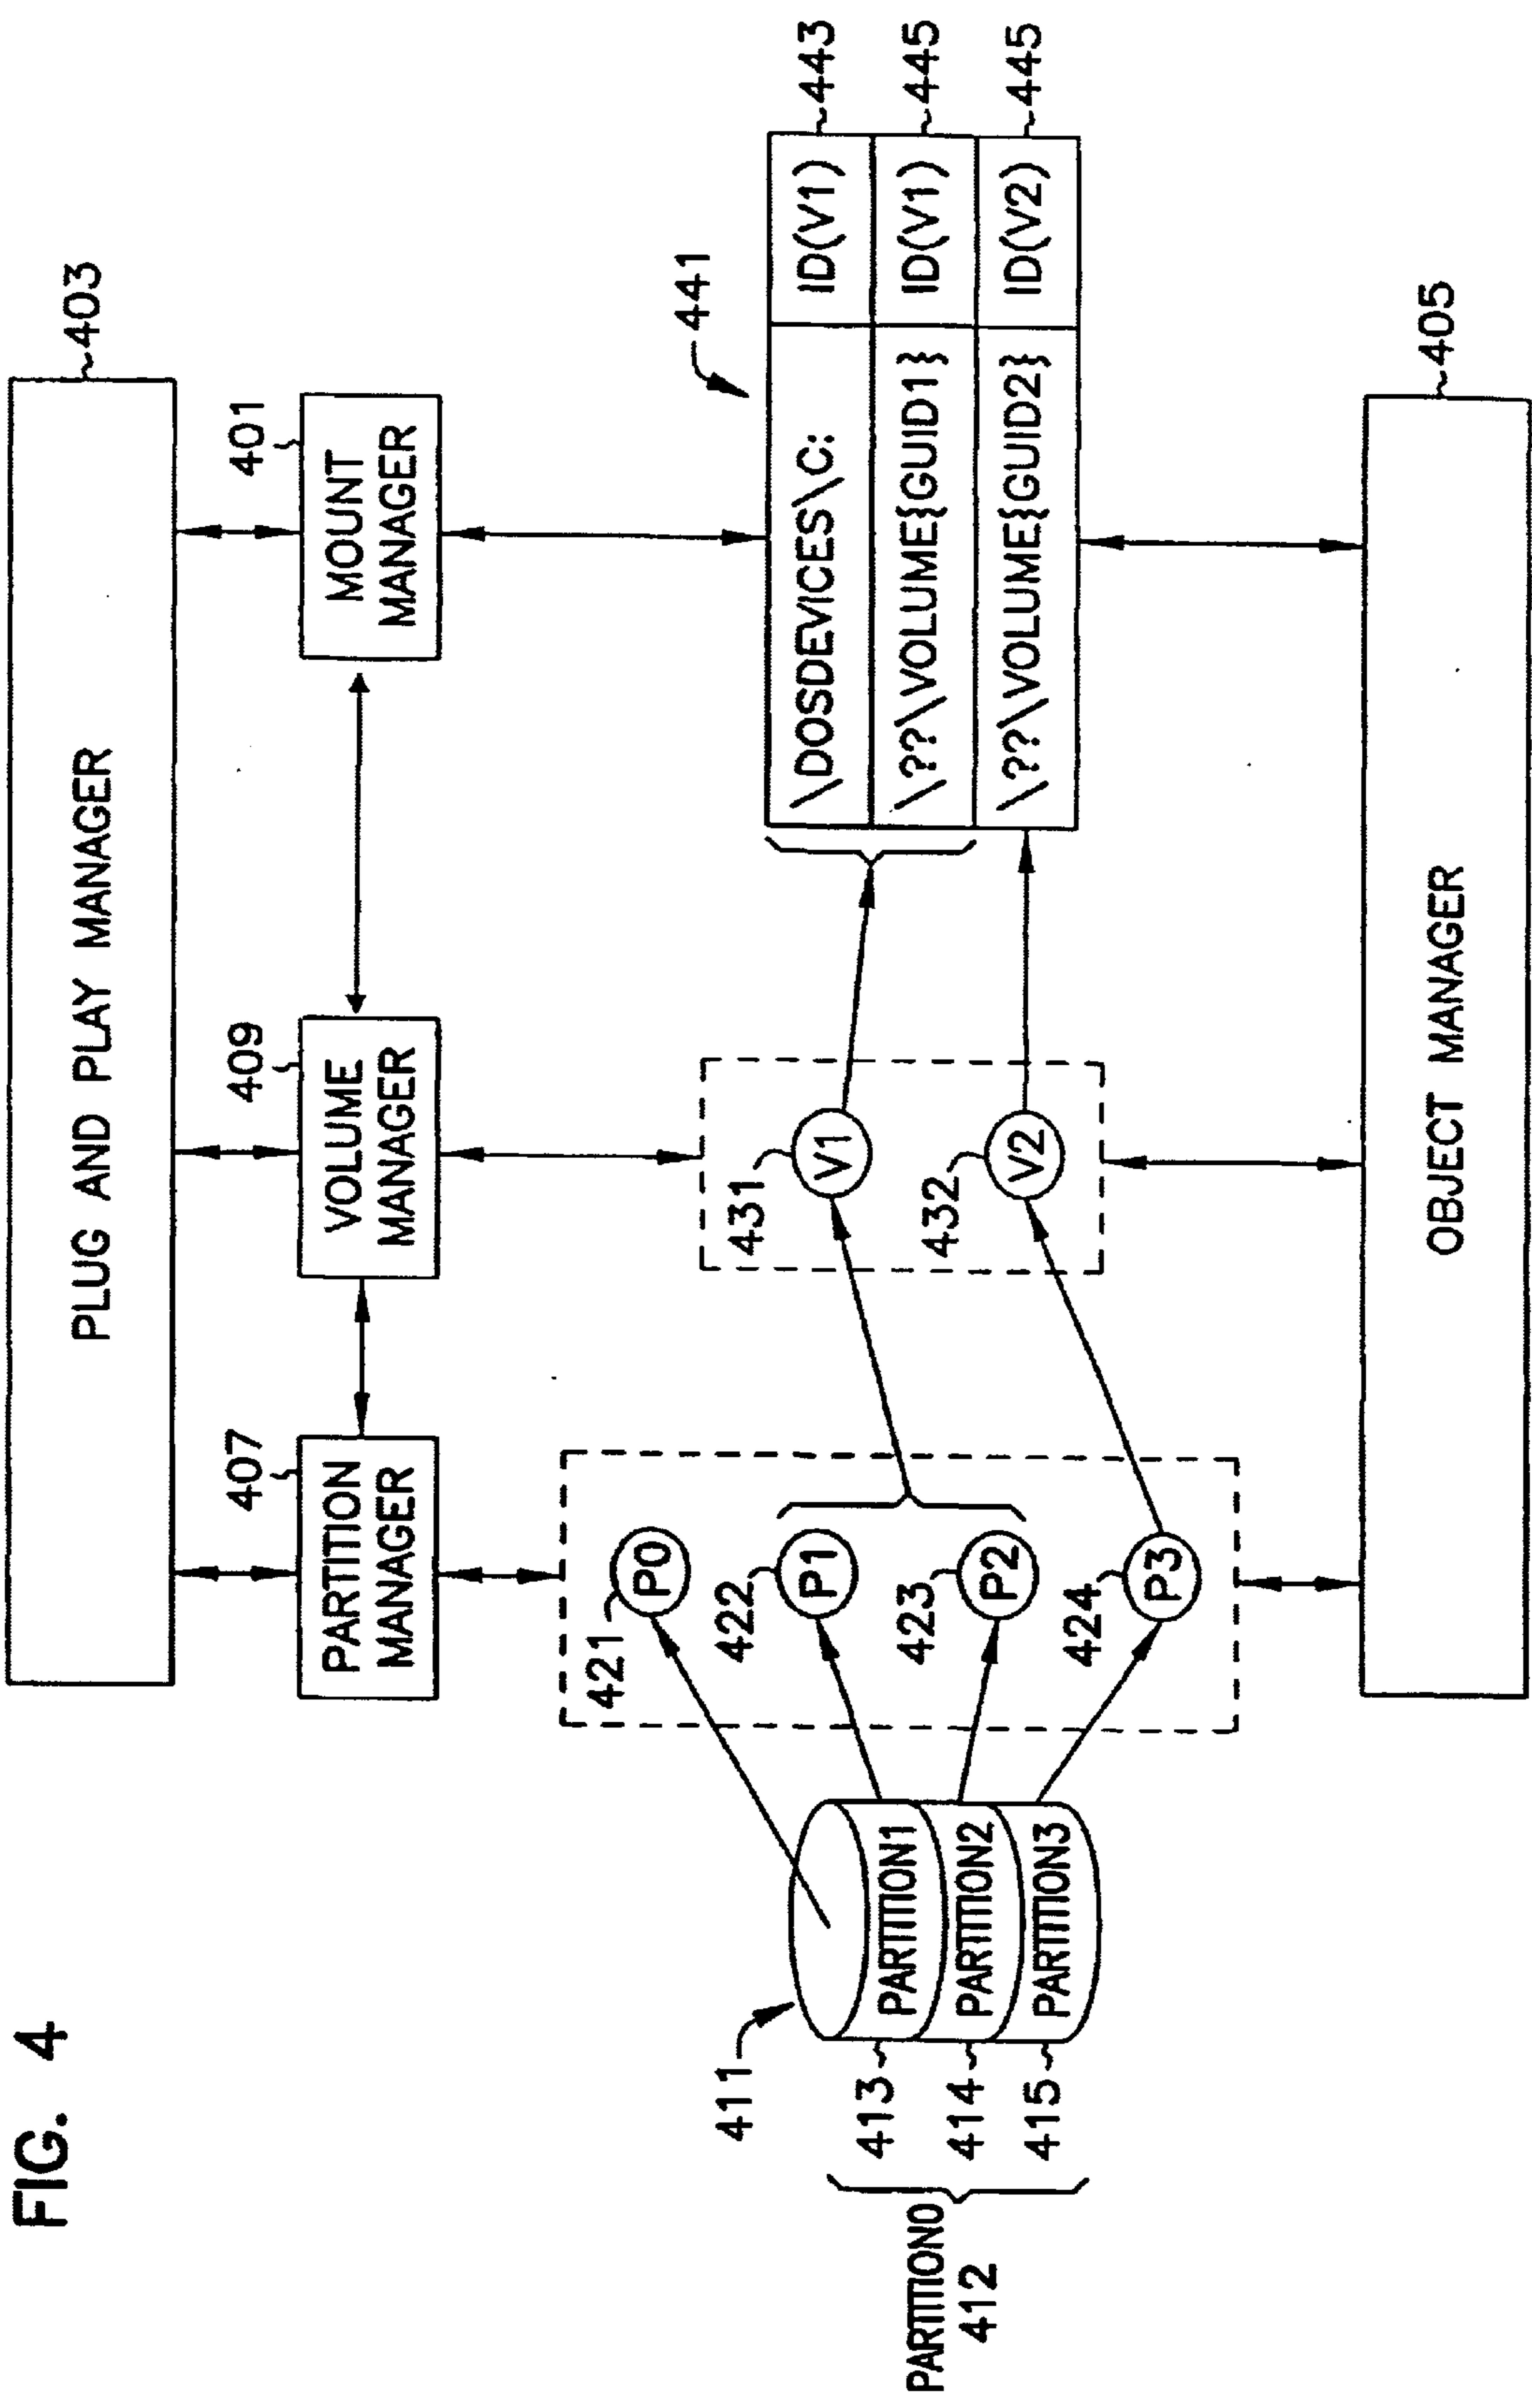 FIG. 4
PLUG AND PLAY MANAGER
403
407
PARTITION
MANAGER
409
VOLUME
MANAGER
401
MOUNT
MANAGER
441
421
P0
422
P1
423
P2
424
P3
431
V1
432
V2
\DOSDEVICES\C:
ID(V1)
443
\??\VOLUME{GUID1}
ID(V1)
445
\??\VOLUME{GUID2}
ID(V2)
445
411
413
PARTITION1
414
PARTITION2
415
PARTITION3
PARTITION0
412
OBJECT MANAGER
405